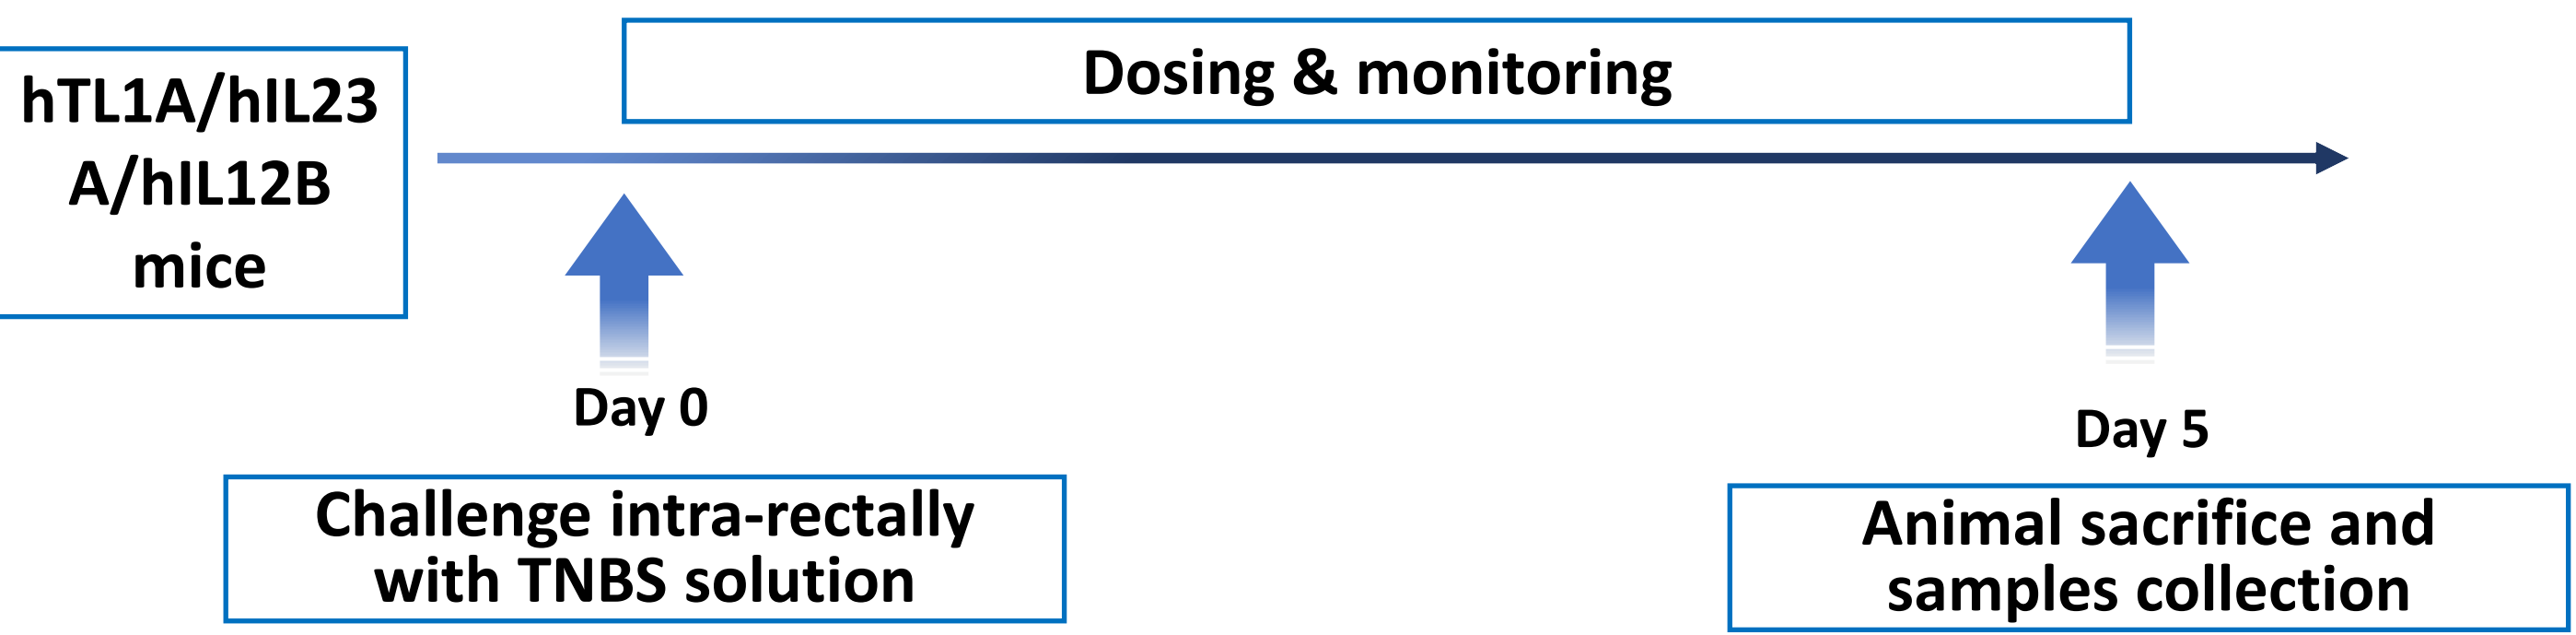 hTL1A/hIL23
A/hIL12B
mice
Dosing & monitoring
Day 0
Day 5
Challenge intra-rectally
with TNBS solution
Animal sacrifice and
samples collection